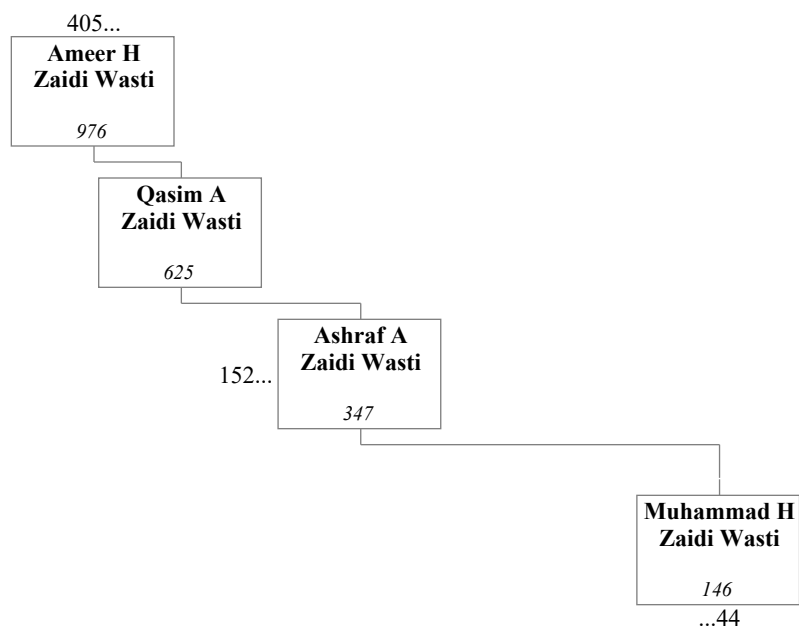 405...
Ameer H
Zaidi Wasti
976
Qasim A
Zaidi Wasti
625
Ashraf A
Zaidi Wasti
152...
347
Muhammad H
Zaidi Wasti
146
...44